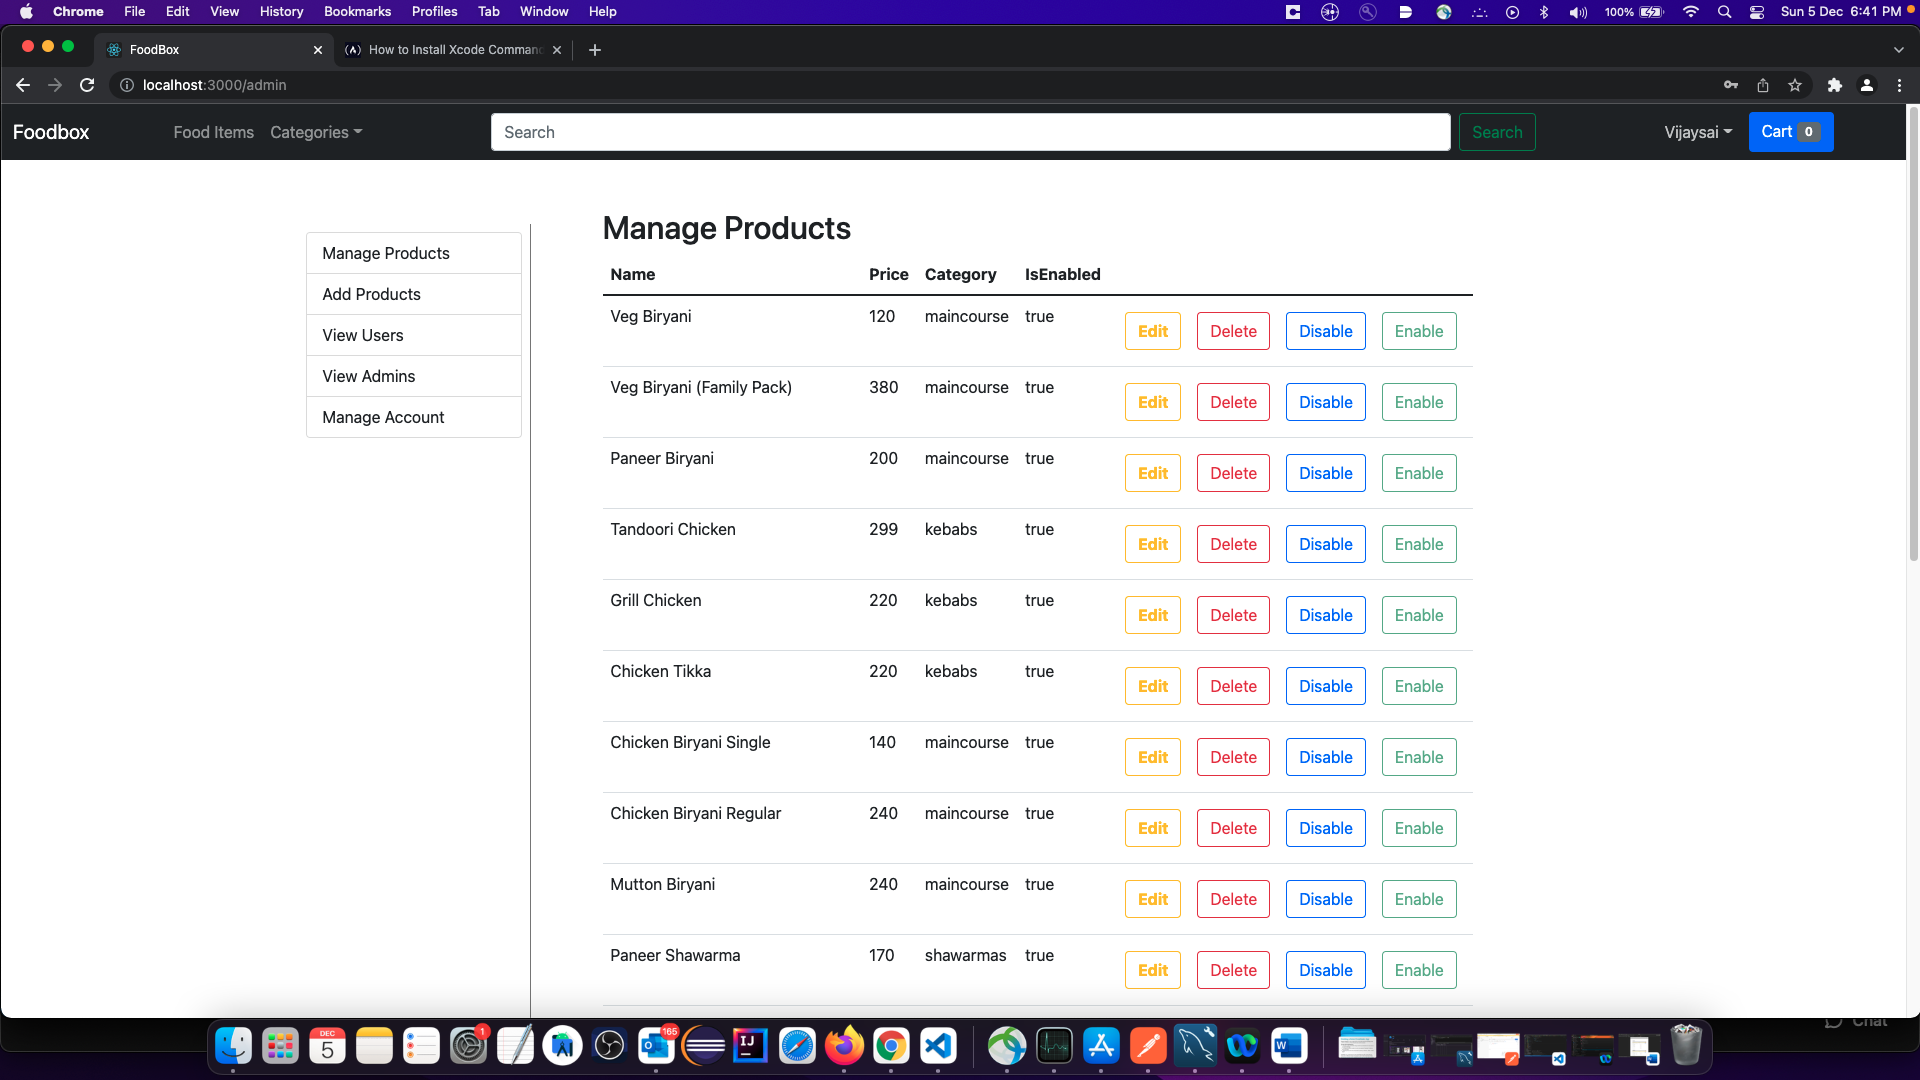 Chrome File Edit View History Bookmarks Profiles Tab Window Help 100% Sun 5 Dec 6:41 PM
FoodBox How to Install Xcode Comman
localhost:3000/admin
Foodbox Food Items Categories Search Search Vijaysai Cart 0
Manage Products
Add Products
View Users
View Admins
Manage Account
Manage Products
Name Price Category IsEnabled
Veg Biryani 120 maincourse true Edit Delete Disable Enable
Veg Biryani (Family Pack) 380 maincourse true Edit Delete Disable Enable
Paneer Biryani 200 maincourse true Edit Delete Disable Enable
Tandoori Chicken 299 kebabs true Edit Delete Disable Enable
Grill Chicken 220 kebabs true Edit Delete Disable Enable
Chicken Tikka 220 kebabs true Edit Delete Disable Enable
Chicken Biryani Single 140 maincourse true Edit Delete Disable Enable
Chicken Biryani Regular 240 maincourse true Edit Delete Disable Enable
Mutton Biryani 240 maincourse true Edit Delete Disable Enable
Paneer Shawarma 170 shawarmas true Edit Delete Disable Enable
Chat
DEC 5 1 165 IJ W